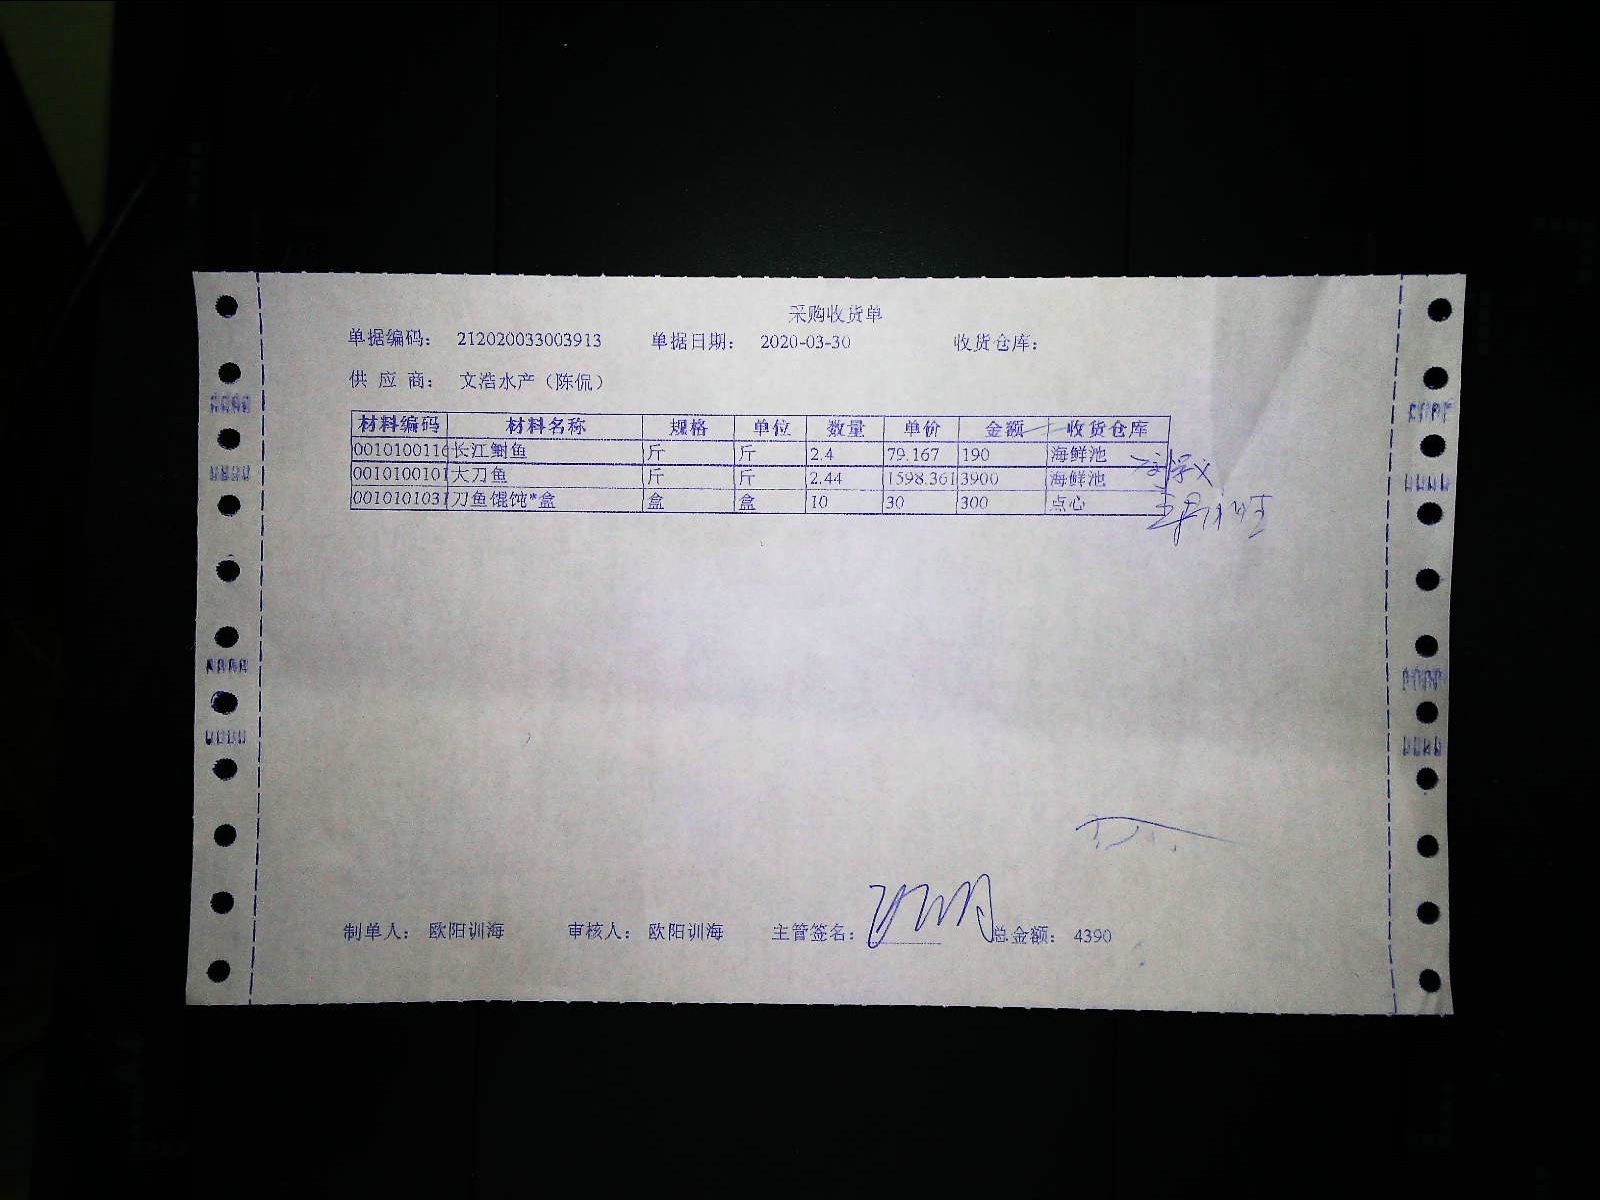 采购收货单
单据编码： 212020033003913 单据日期： 2020-03-30 收货仓库：
供 应 商： 文浩水产（陈侃）
材料编码 材料名称 规格 单位 数量 单价 金额 收货仓库
0010100116 长江鮰鱼 斤 斤 2.4 79.167 190 海鲜池
0010100101 大刀鱼 斤 斤 2.44 1598.361 3900 海鲜池
0010101031 刀鱼馄饨*盒 盒 盒 10 30 300 点心
制单人： 欧阳训海 审核人： 欧阳训海 主管签名： 总金额： 4390